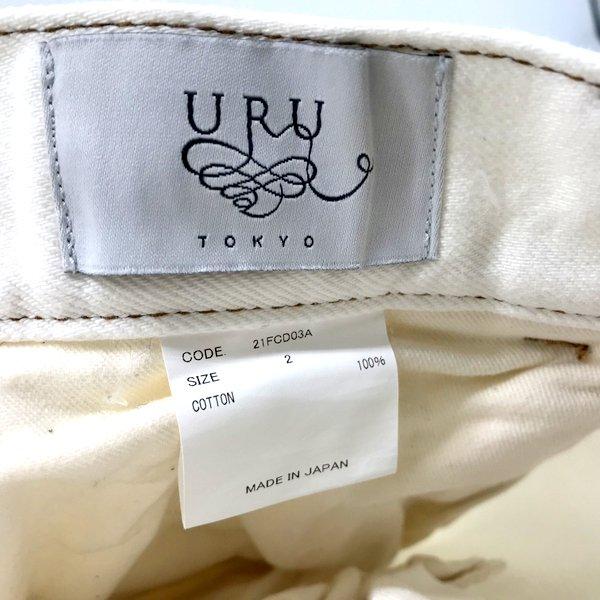 URU
TOKYO
CODE. 21FCD03A
SIZE 2
COTTON 100%
MADE IN JAPAN